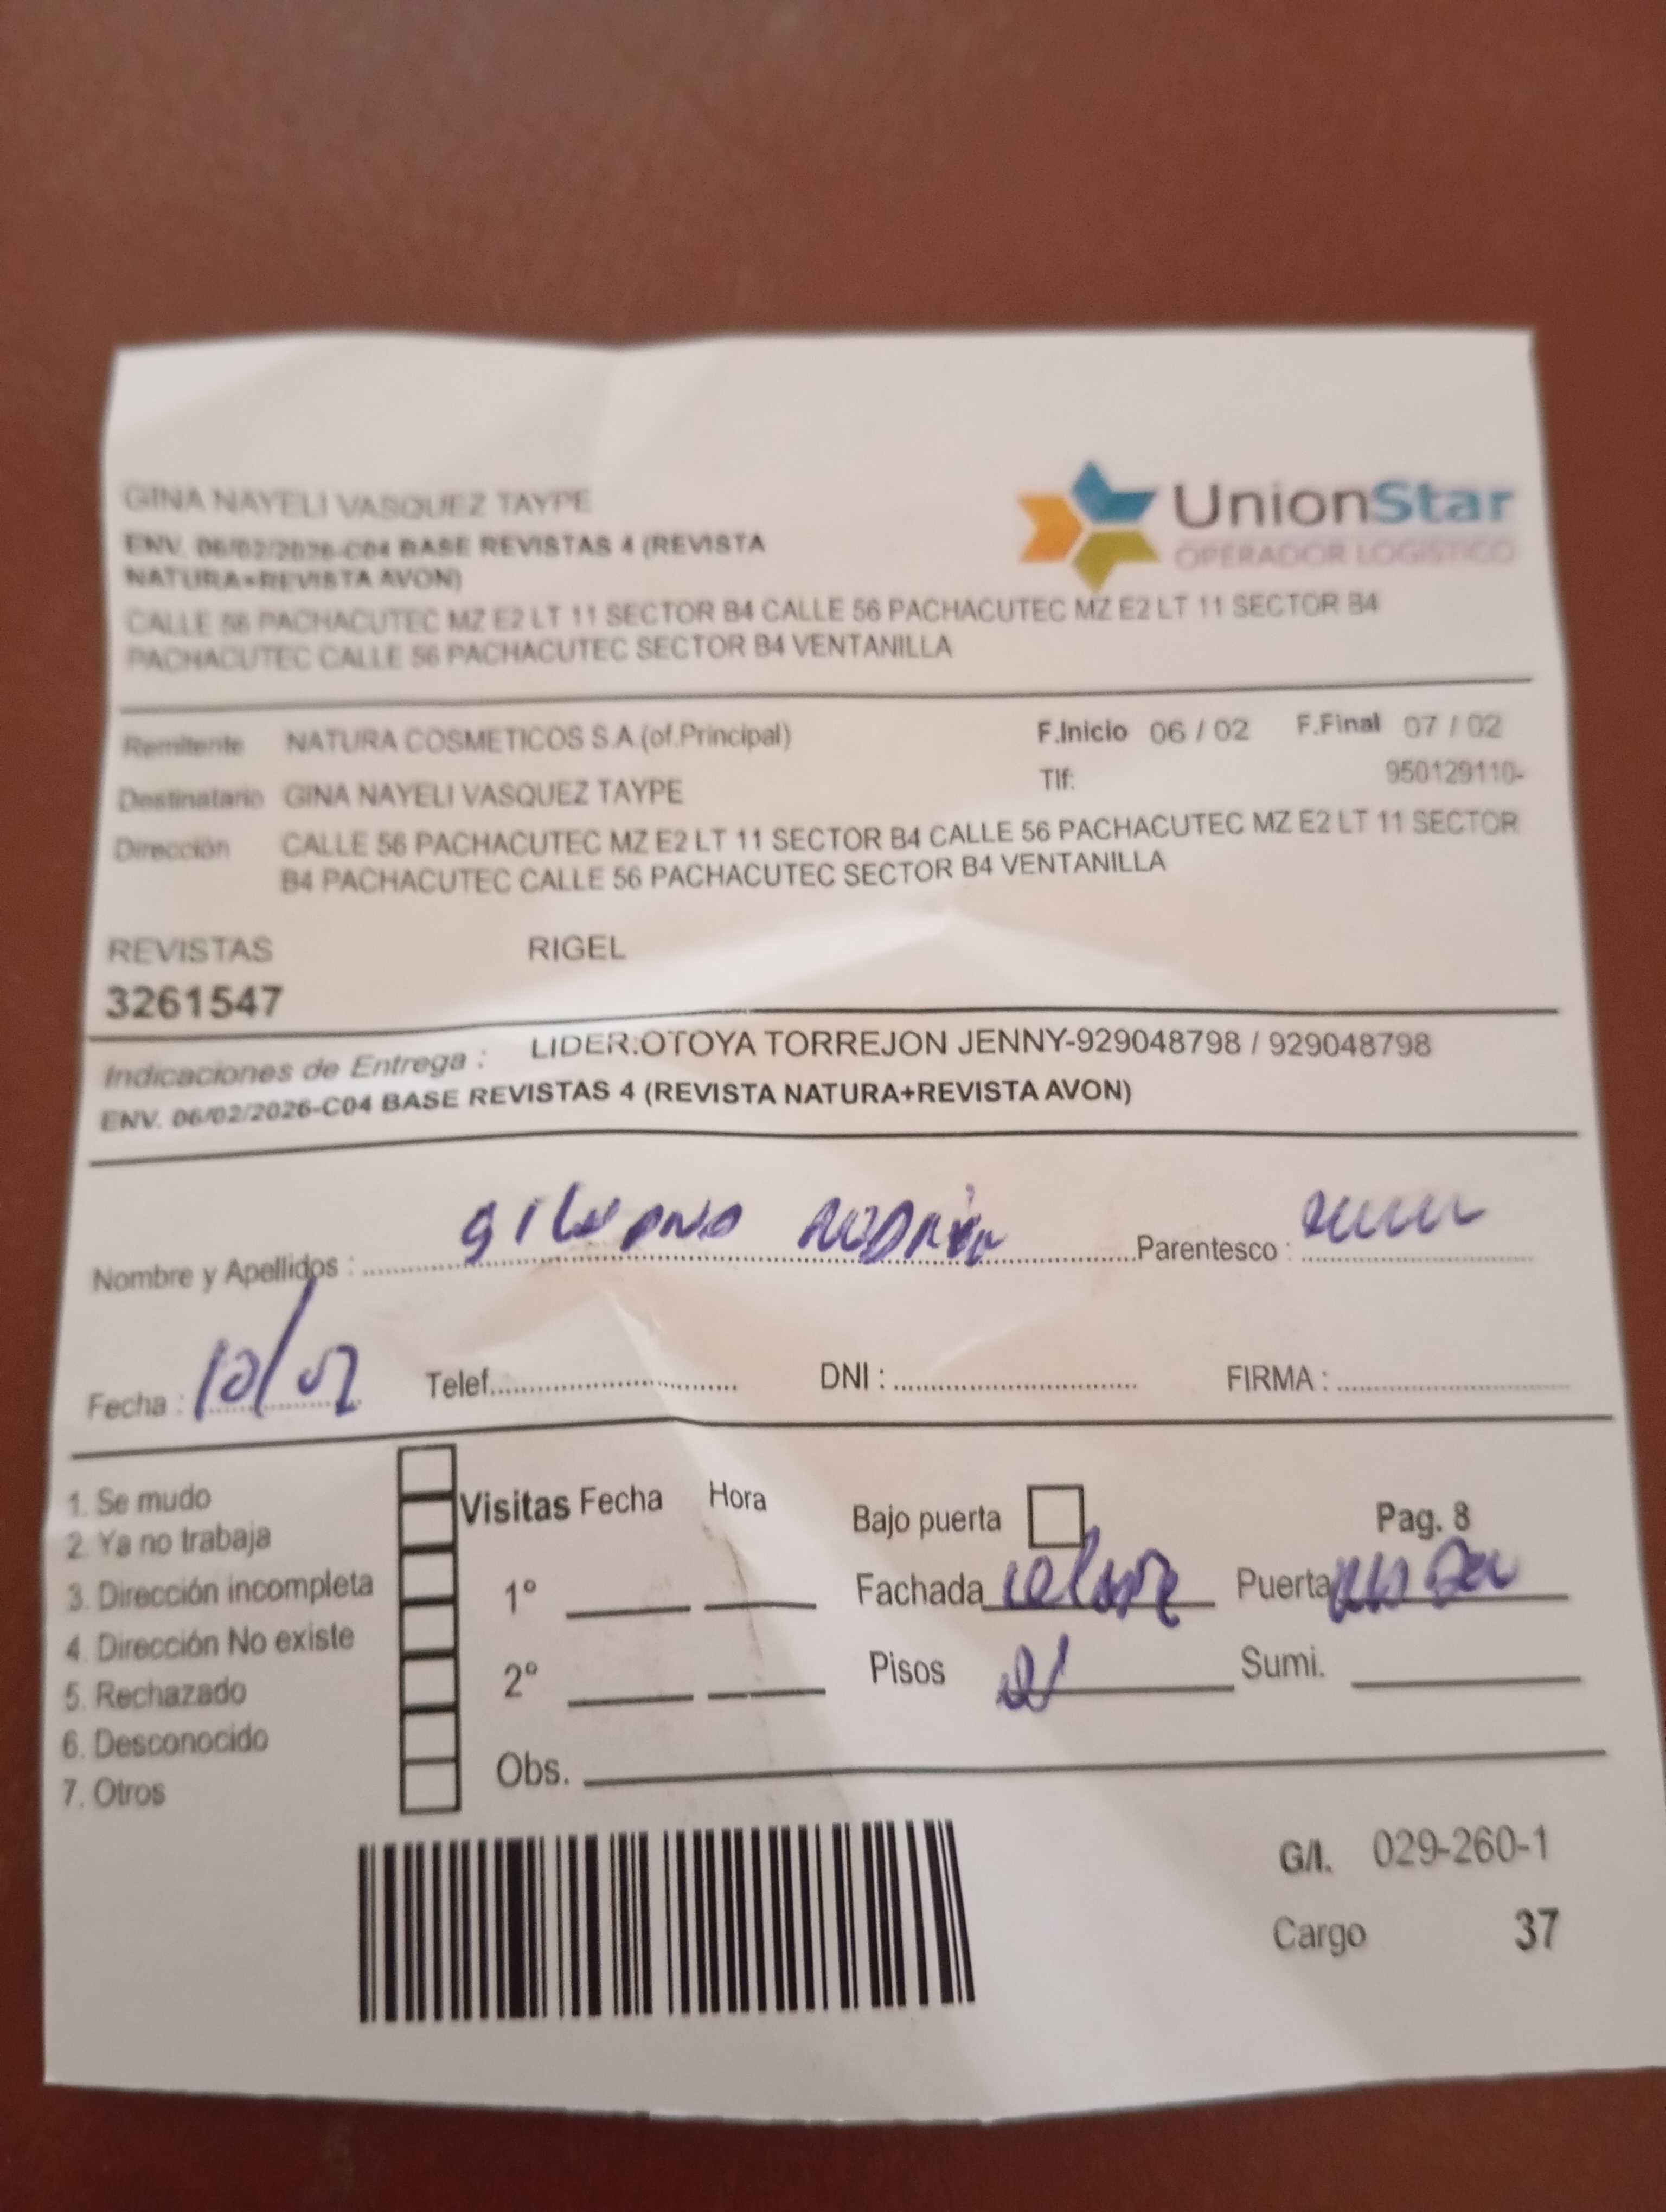 GINA NAYELI VASQUEZ TAYPE
UnionStar
OPERADOR LOGISTICO
ENV. 06/02/2026-C04 BASE REVISTAS 4 (REVISTA
NATURA+REVISTA AVON)
CALLE 56 PACHACUTEC MZ E2 LT 11 SECTOR B4 CALLE 56 PACHACUTEC MZ E2 LT 11 SECTOR B4
PACHACUTEC CALLE 56 PACHACUTEC SECTOR B4 VENTANILLA
Remitente NATURA COSMETICOS S.A.(of.Principal) F.Inicio 06 / 02 F.Final 07 / 02
Destinatario GINA NAYELI VASQUEZ TAYPE Tlf: 950129110-
Dirección CALLE 56 PACHACUTEC MZ E2 LT 11 SECTOR B4 CALLE 56 PACHACUTEC MZ E2 LT 11 SECTOR
B4 PACHACUTEC CALLE 56 PACHACUTEC SECTOR B4 VENTANILLA
REVISTAS RIGEL
3261547
Indicaciones de Entrega : LIDER:OTOYA TORREJON JENNY-929048798 / 929048798
ENV. 06/02/2026-C04 BASE REVISTAS 4 (REVISTA NATURA+REVISTA AVON)
Nombre y Apellidos : Parentesco :
Fecha : 10/02 Telef. DNI : FIRMA :
1. Se mudo
2. Ya no trabaja
3. Dirección incompleta
4. Dirección No existe
5. Rechazado
6. Desconocido
7. Otros
Visitas Fecha Hora
1º
2º
Obs.
Bajo puerta Pag. 8
Fachada Puerta
Pisos Sumi.
G/I. 029-260-1
Cargo 37